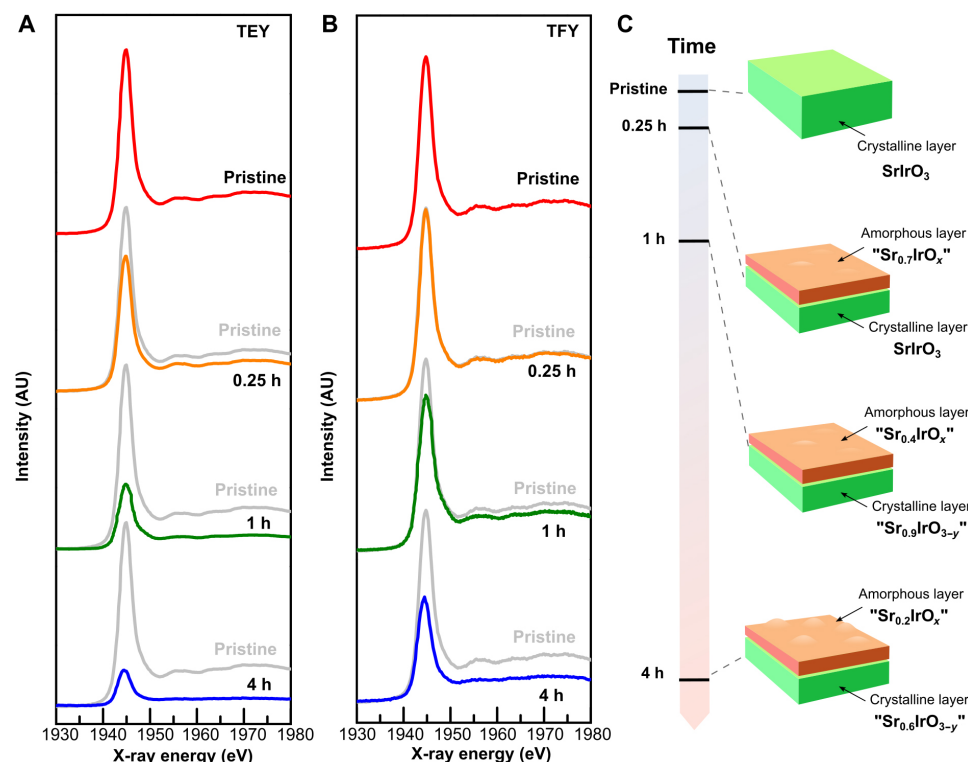 A
TEY
Pristine
Pristine
0.25 h
Pristine
1 h
Pristine
4 h
Intensity (AU)
1930 1940 1950 1960 1970 1980
X-ray energy (eV)
B
TFY
Pristine
Pristine
0.25 h
Pristine
1 h
Pristine
4 h
Intensity (AU)
1930 1940 1950 1960 1970 1980
X-ray energy (eV)
C
Time
Pristine
0.25 h
1 h
4 h
Crystalline layer
SrIrO₃
Amorphous layer
"Sr₀.₇IrOₓ"
Crystalline layer
SrIrO₃
Amorphous layer
"Sr₀.₄IrOₓ"
Crystalline layer
"Sr₀.₉IrO₃₋y"
Amorphous layer
"Sr₀.₂IrOₓ"
Crystalline layer
"Sr₀.₆IrO₃₋y"